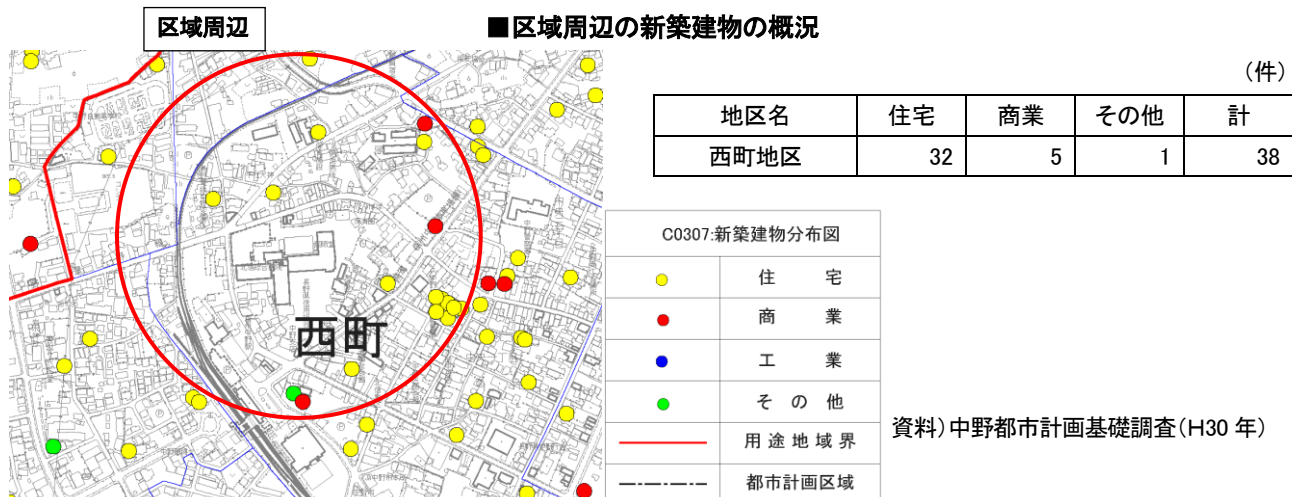 区域周辺
■区域周辺の新築建物の概況
(件)
地区名 住宅 商業 その他 計
西町地区 32 5 1 38
C0307:新築建物分布図
住宅
商業
工業
その他
用途地域界
都市計画区域
西町
資料)中野都市計画基礎調査(H30 年)